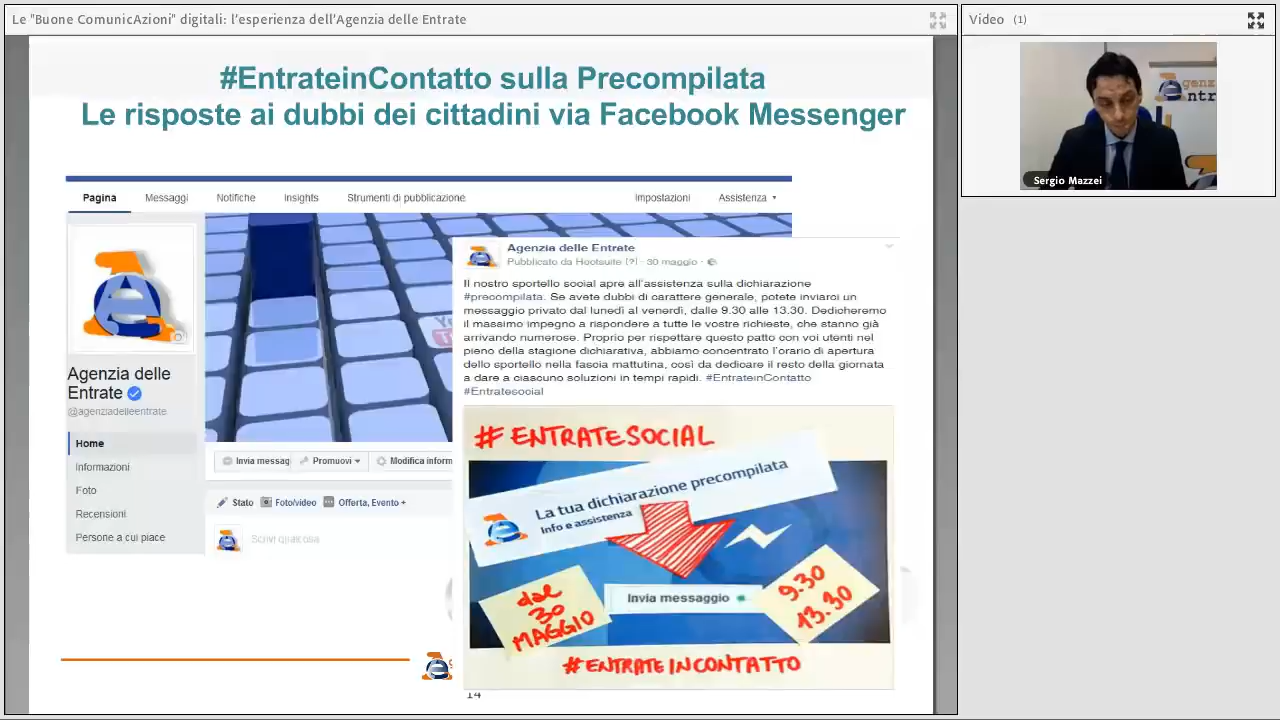 Le "Buone ComunicAzioni" digitali: l'esperienza dell'Agenzia delle Entrate
Video (1)
Sergio Mazzei
#EntrateinContatto sulla Precompilata
Le risposte ai dubbi dei cittadini via Facebook Messenger
Pagina Messaggi Notifiche Insights Strumenti di pubblicazione Impostazioni Assistenza
Agenzia delle
Entrate
@agenziadelleentrate
Home
Informazioni
Foto
Recensioni
Persone a cui piace
Invia messag Promuovi Modifica inform
Stato Foto/video Offerta, Evento +
Scrivi qualcosa
Agenzia delle Entrate
Pubblicato da Hootsuite [?] · 30 maggio ·
Il nostro sportello social apre all'assistenza sulla dichiarazione
#precompilata. Se avete dubbi di carattere generale, potete inviarci un
messaggio privato dal lunedì al venerdì, dalle 9.30 alle 13.30. Dedicheremo
il massimo impegno a rispondere a tutte le vostre richieste, che stanno già
arrivando numerose. Proprio per rispettare questo patto con voi utenti nel
pieno della stagione dichiarativa, abbiamo concentrato l'orario di apertura
dello sportello nella fascia mattutina, così da dedicare il resto della giornata
a dare a ciascuno soluzioni in tempi rapidi. #EntrateinContatto
#Entratesocial
# ENTRATESOCIAL
La tua dichiarazione precompilata
Info e assistenza
dal
30
MAGGIO
Invia messaggio
9.30
13.30
#ENTRATEINCONTATTO
14